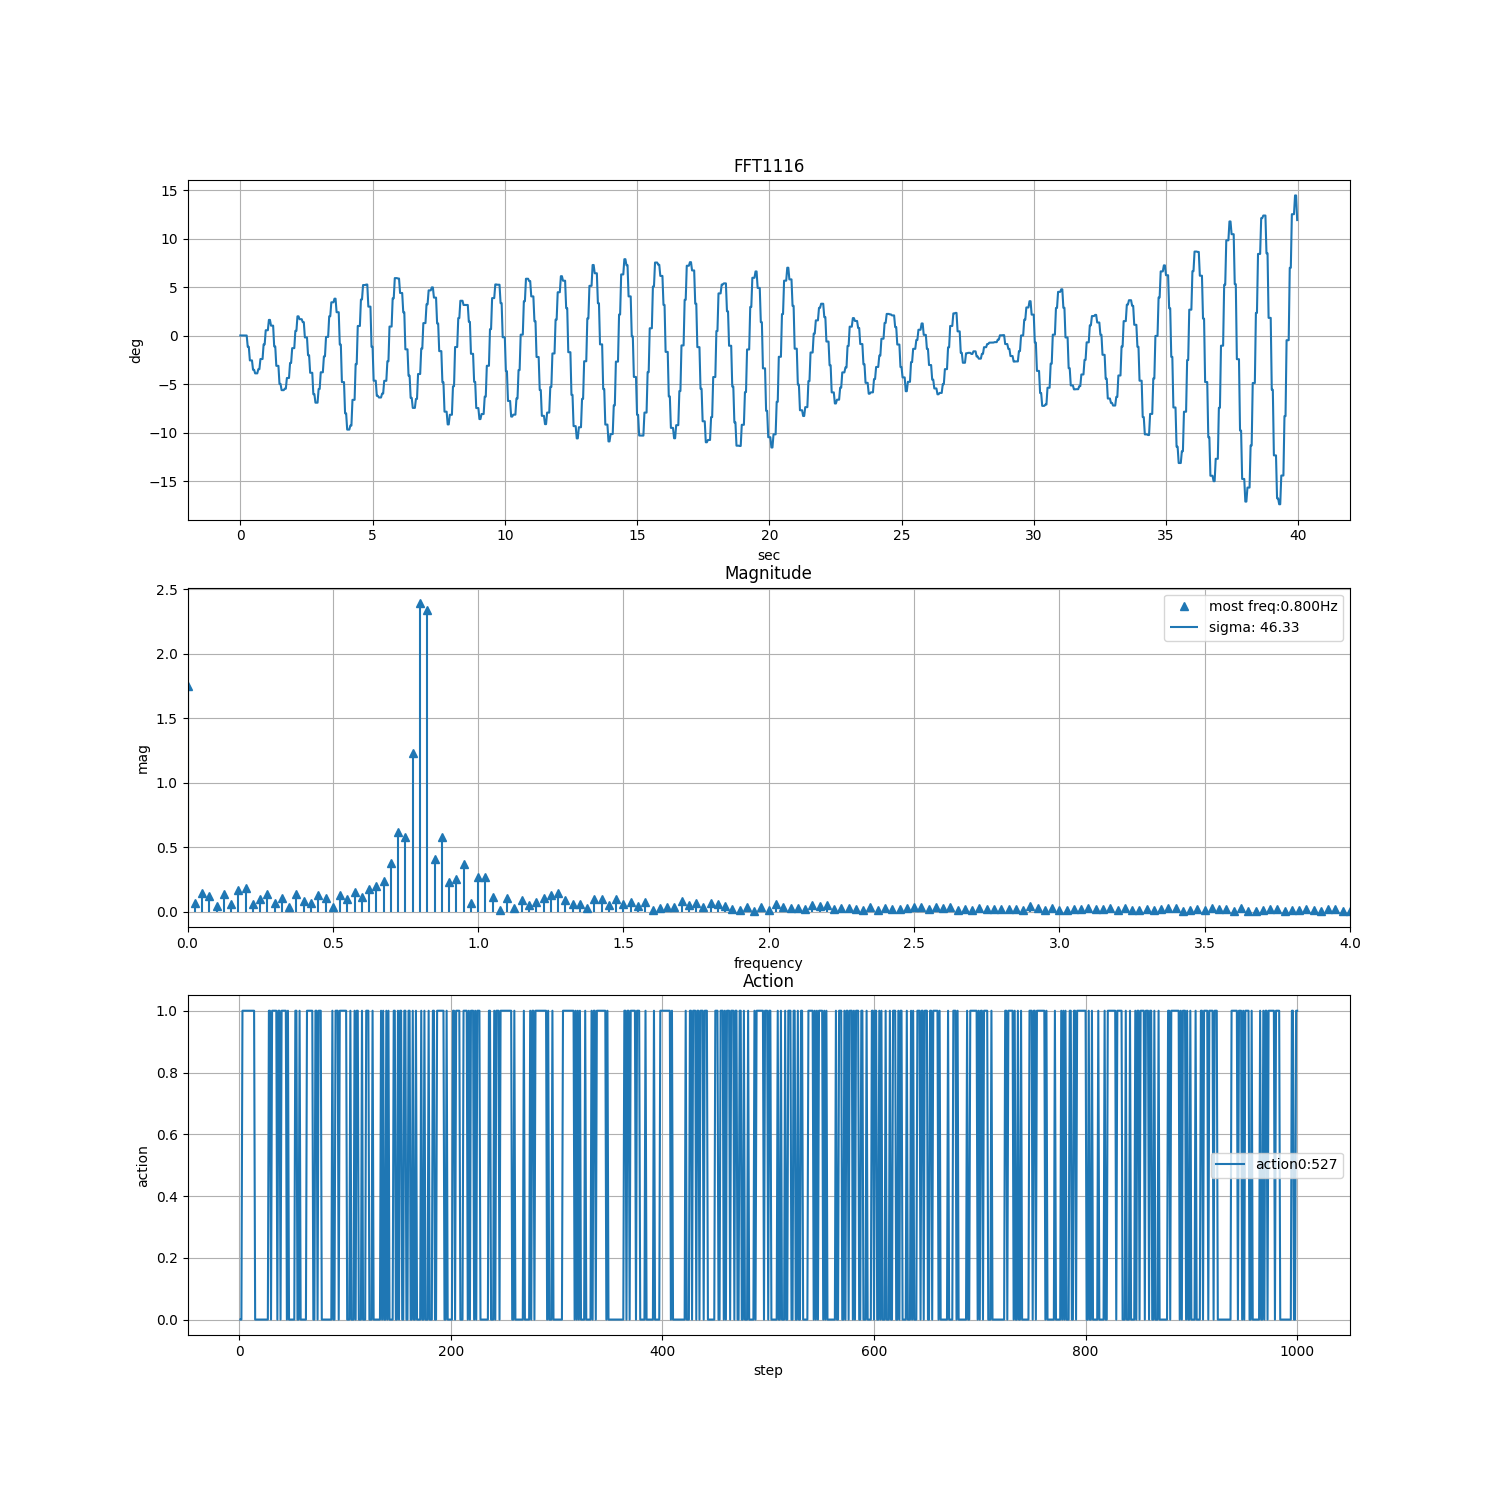 FFT1116
15
10
5
0
−5
−10
−15
deg
0 5 10 15 20 25 30 35 40
sec
Magnitude
2.5
2.0
1.5
1.0
0.5
0.0
mag
most freq:0.800Hz
sigma: 46.33
0.0 0.5 1.0 1.5 2.0 2.5 3.0 3.5 4.0
frequency
Action
1.0
0.8
0.6
0.4
0.2
0.0
action
action0:527
0 200 400 600 800 1000
step